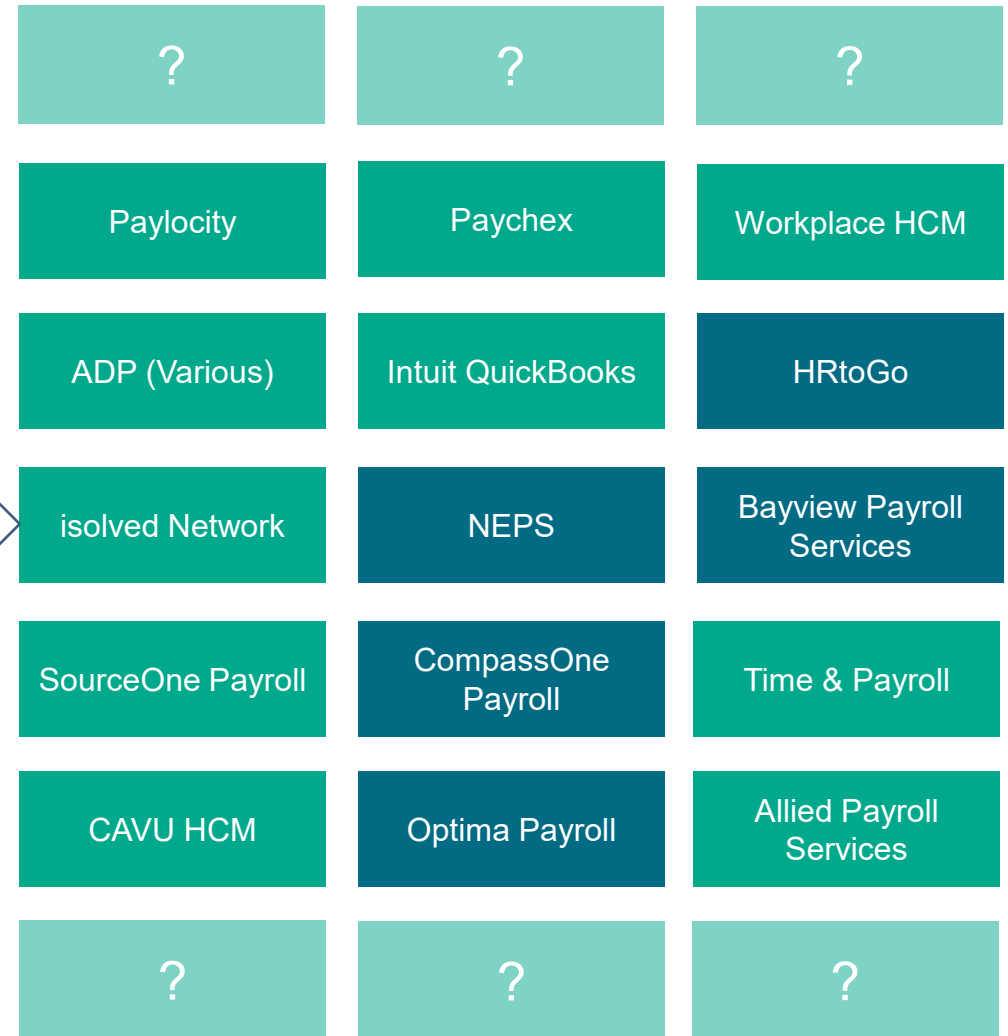 ?
?
?
Paylocity
Paychex
Workplace HCM
ADP (Various)
Intuit QuickBooks
HRtoGo
isolved Network
NEPS
Bayview Payroll
Services
SourceOne Payroll
CompassOne
Payroll
Time & Payroll
CAVU HCM
Optima Payroll
Allied Payroll
Services
?
?
?